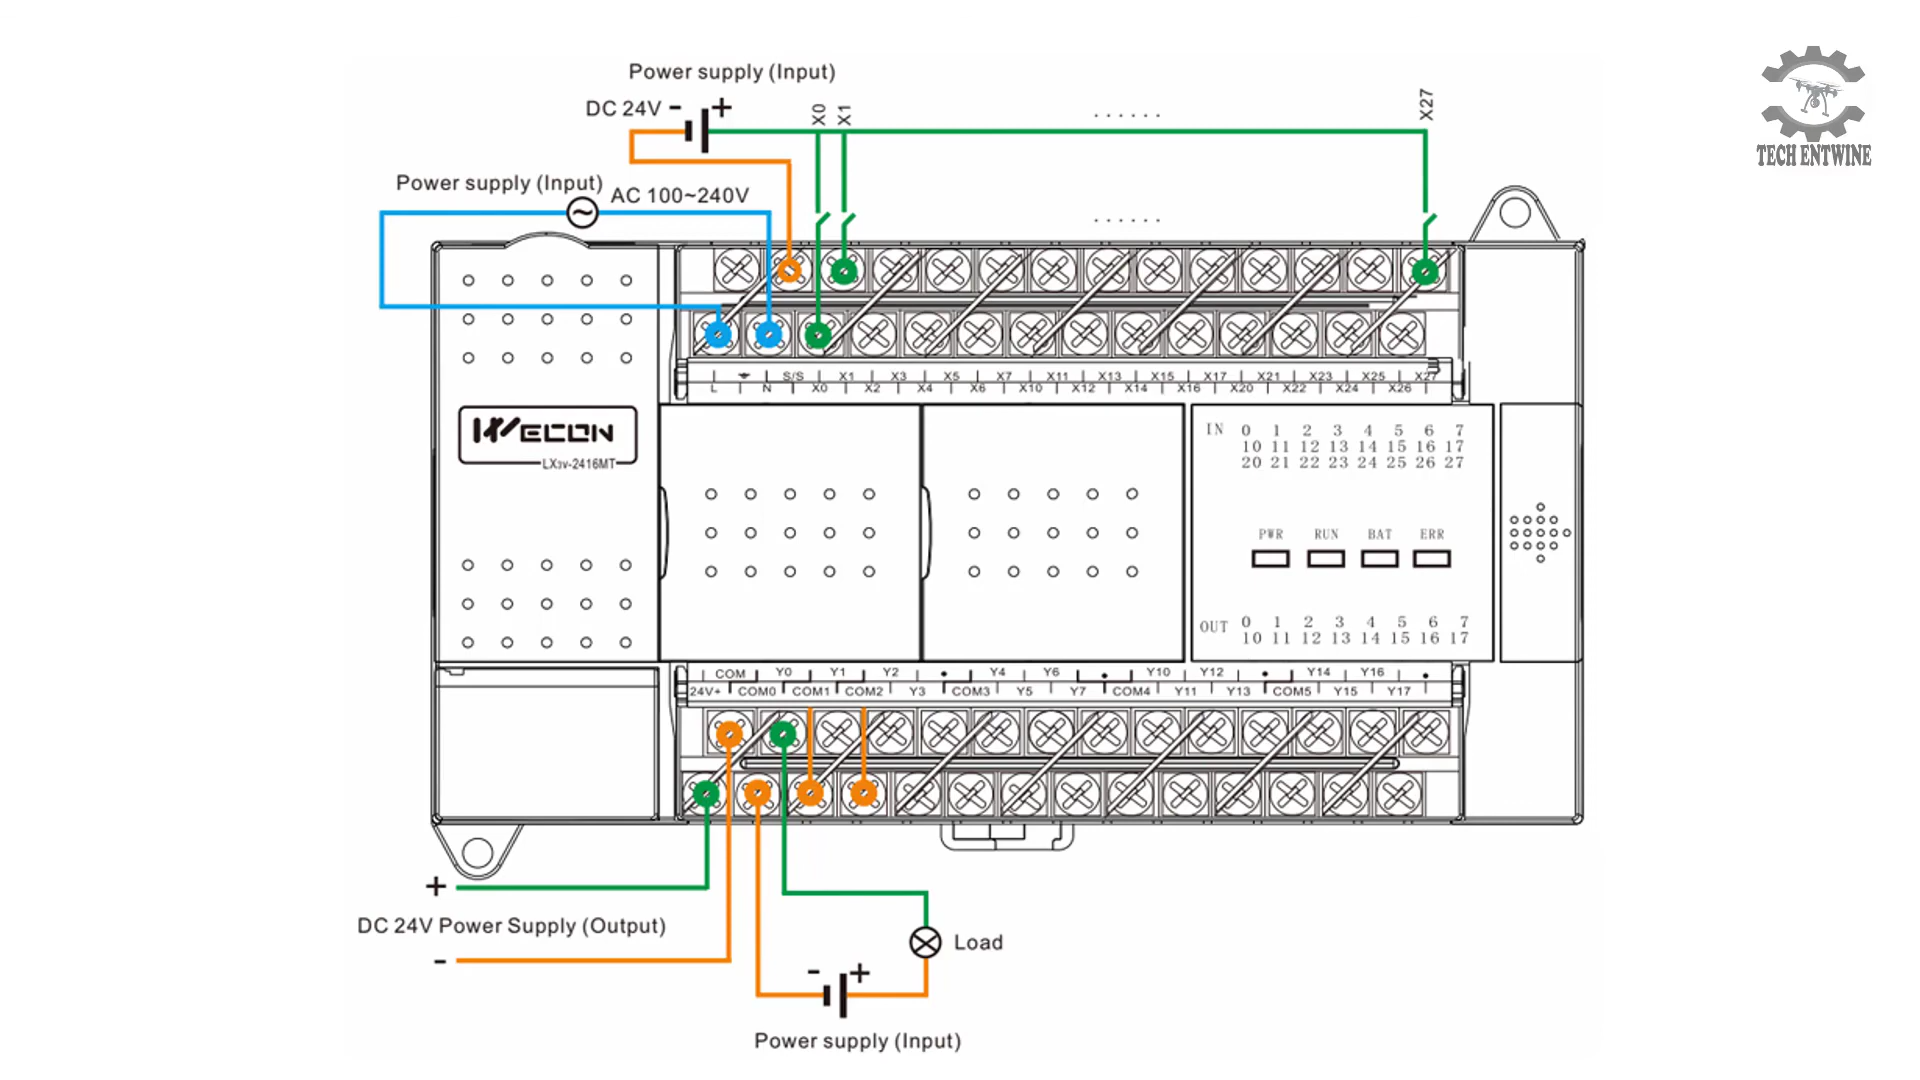 Power supply (Input)
DC 24V - +
X0 X1 ...... X27
TECH ENTWINE
Power supply (Input)
AC 100~240V
......
⏚ S/S X1 X3 X5 X7 X11 X13 X15 X17 X21 X23 X25 X27
L N X0 X2 X4 X6 X10 X12 X14 X16 X20 X22 X24 X26
WECON
LX3V-2416MT
IN 0 1 2 3 4 5 6 7
10 11 12 13 14 15 16 17
20 21 22 23 24 25 26 27
PWR RUN BAT ERR
OUT 0 1 2 3 4 5 6 7
10 11 12 13 14 15 16 17
COM Y0 Y1 Y2 • Y4 Y6 • Y10 Y12 • Y14 Y16 •
24V+ COM0 COM1 COM2 Y3 COM3 Y5 Y7 COM4 Y11 Y13 COM5 Y15 Y17
+
DC 24V Power Supply (Output)
-
Load
- +
Power supply (Input)